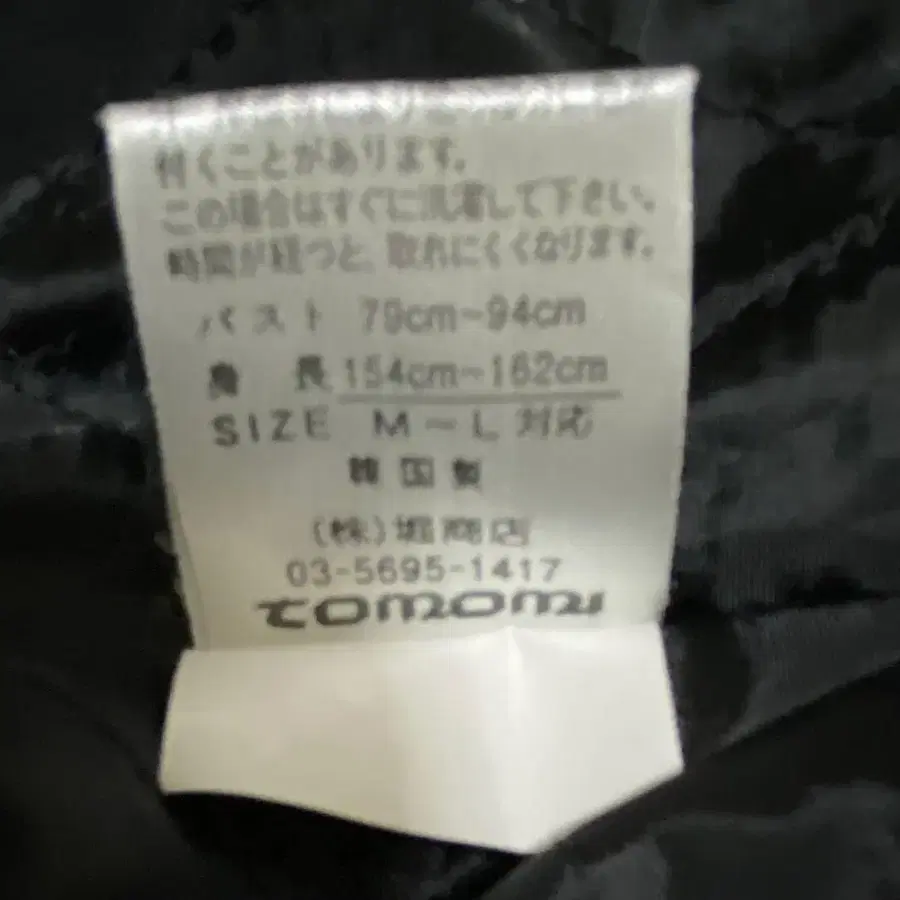 付くことがあります。
この場合はすぐに洗濯して下さい。
時間が経つと、取れにくくなります。
バスト 79cm~94cm
身 長 154cm~162cm
SIZE M~L 対応
韓国製
(株)堀商店
03-5695-1417
tomomi